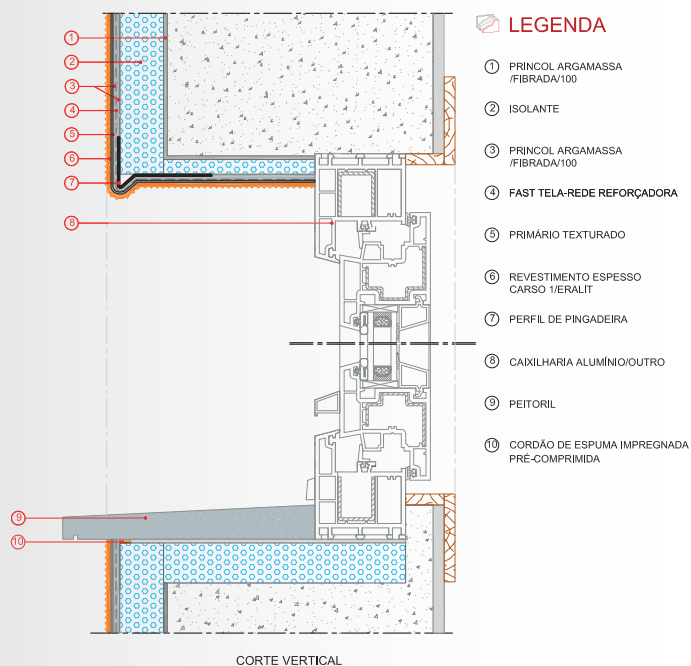 LEGENDA
1 PRINCOL ARGAMASSA
/FIBRADA/100
2 ISOLANTE
3 PRINCOL ARGAMASSA
/FIBRADA/100
4 FAST TELA-REDE REFORÇADORA
5 PRIMÁRIO TEXTURADO
6 REVESTIMENTO ESPESSO
CARSO 1/ERALIT
7 PERFIL DE PINGADEIRA
8 CAIXILHARIA ALUMÍNIO/OUTRO
9 PEITORIL
10 CORDÃO DE ESPUMA IMPREGNADA
PRÉ-COMPRIMIDA
1
2
3
4
5
6
7
8
9
10
CORTE VERTICAL